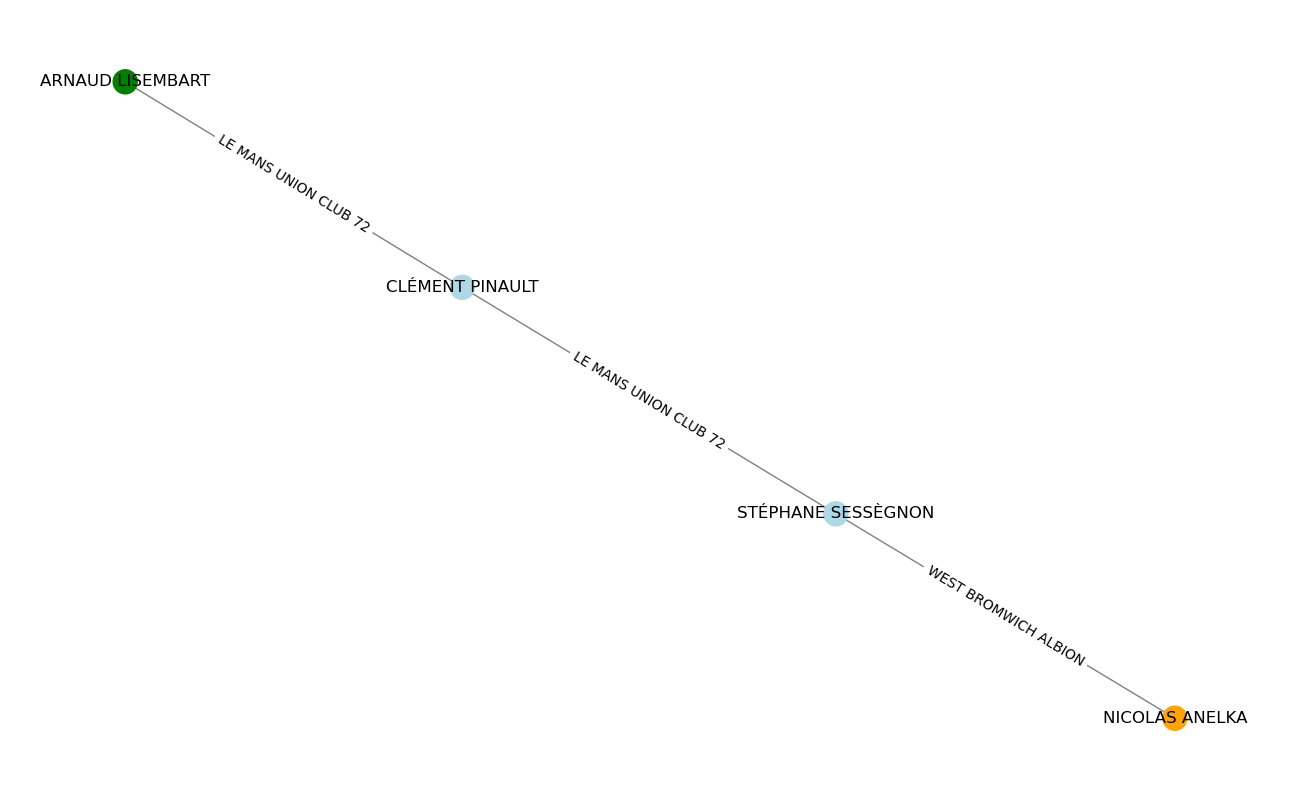 ARNAUD LISEMBART
LE MANS UNION CLUB 72
CLÉMENT PINAULT
LE MANS UNION CLUB 72
STÉPHANE SESSÈGNON
WEST BROMWICH ALBION
NICOLAS ANELKA